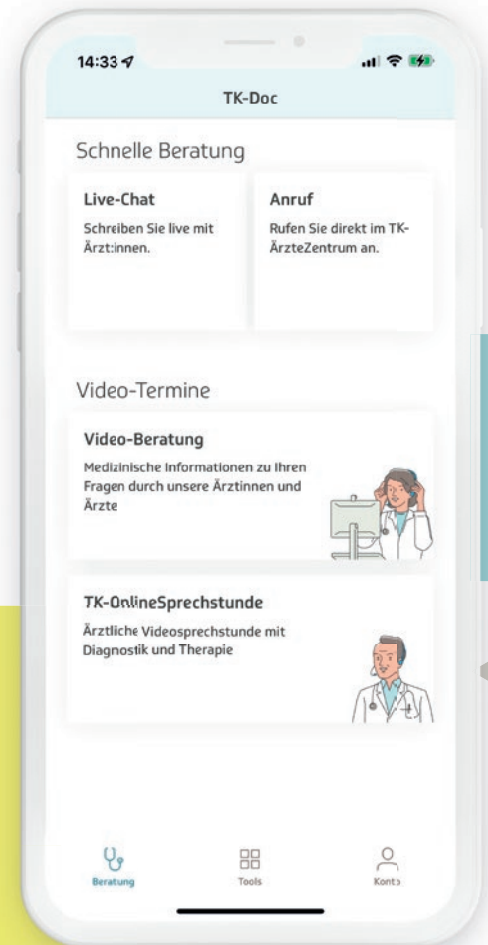 14:33
TK-Doc
Schnelle Beratung
Live-Chat
Schreiben Sie live mit
Ärzt:innen.
Anruf
Rufen Sie direkt im TK-
ÄrzteZentrum an.
Video-Termine
Video-Beratung
Medizinische Informationen zu Ihren
Fragen durch unsere Ärztinnen und
Ärzte
TK-OnlineSprechstunde
Ärztliche Videosprechstunde mit
Diagnostik und Therapie
Beratung
Tools
Konto